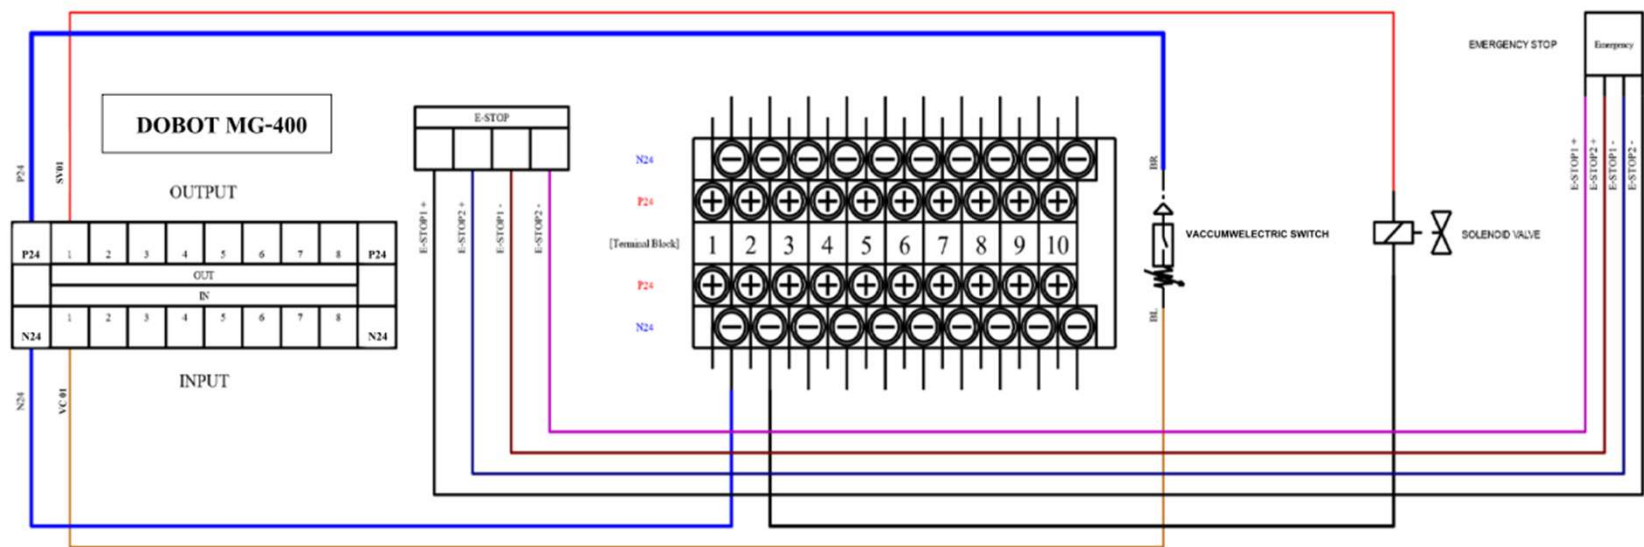 EMERGENCY STOP
Emergency
DOBOT MG-400
E-STOP
P24
SV01
OUTPUT
N24
BR
E-STOP1 +
E-STOP2 +
E-STOP1 -
E-STOP2 -
P24
E-STOP1 +
E-STOP2 +
E-STOP1 -
E-STOP2 -
P24 1 2 3 4 5 6 7 8 P24
[Terminal Block] 1 2 3 4 5 6 7 8 9 10
VACCUMWELECTRIC SWITCH
SOLENOID VALVE
OUT
IN
P24
N24 1 2 3 4 5 6 7 8 N24
N24
BL
INPUT
N24
VC 01